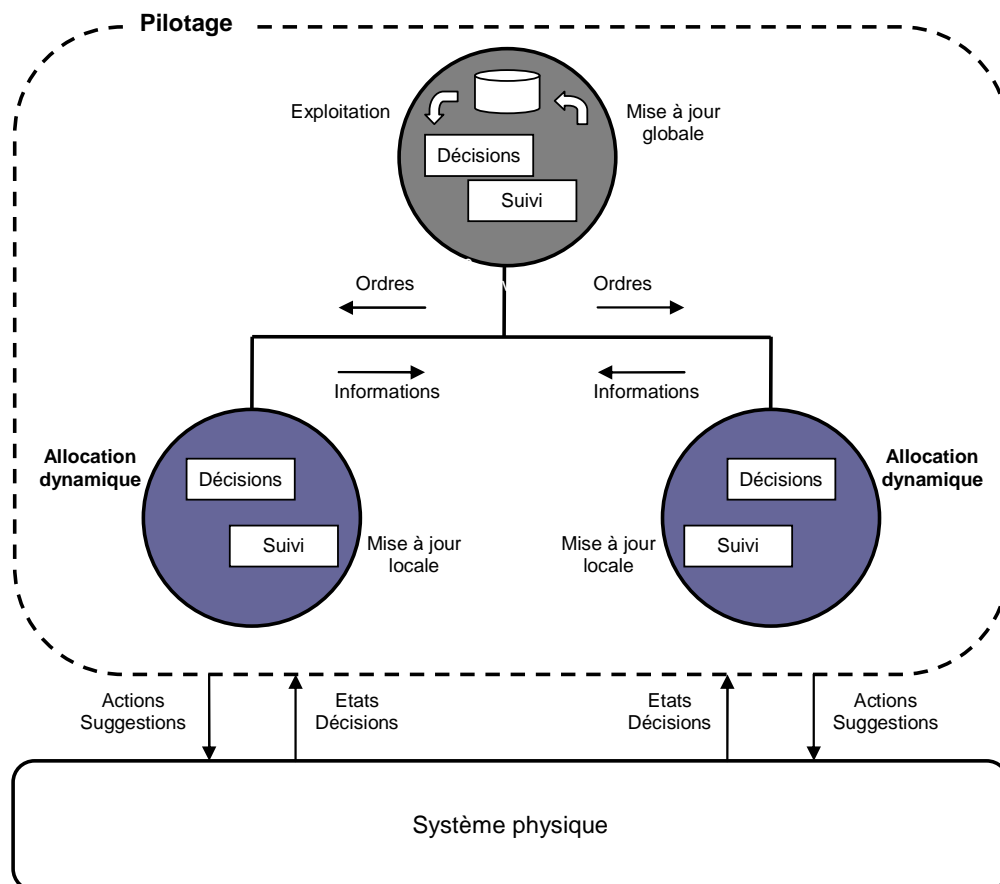 Pilotage
Exploitation
Mise à jour
globale
Décisions
Suivi
Ordres
Ordres
Informations
Informations
Allocation
dynamique
Décisions
Suivi
Mise à jour
locale
Allocation
dynamique
Décisions
Suivi
Mise à jour
locale
Actions
Suggestions
Etats
Décisions
Etats
Décisions
Actions
Suggestions
Système physique